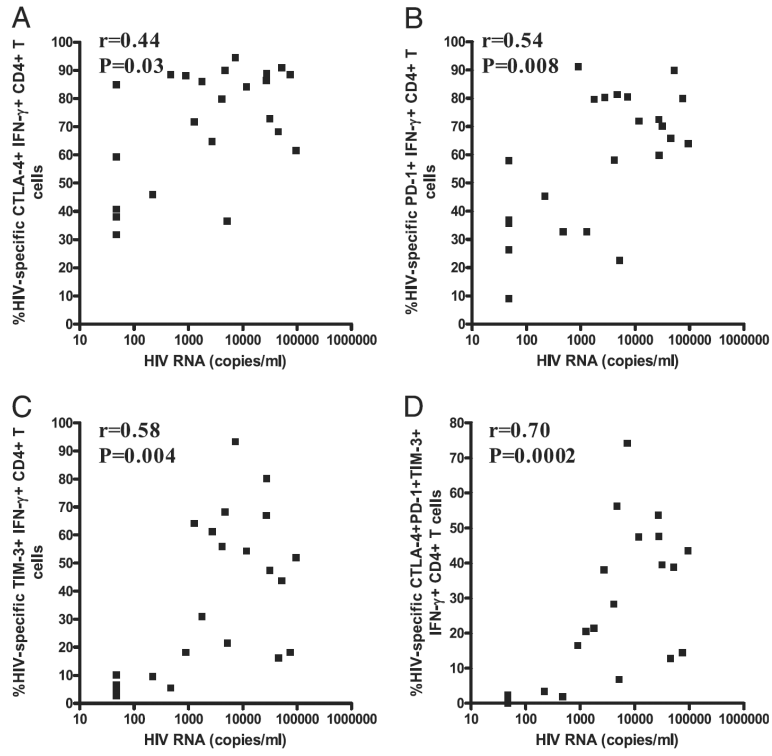 A
r=0.44
P=0.03
%HIV-specific CTLA-4+ IFN-γ+ CD4+ T
cells
100
90
80
70
60
50
40
30
20
10
0
10
100
1000
10000
100000
1000000
HIV RNA (copies/ml)
B
r=0.54
P=0.008
%HIV-specific PD-1+ IFN-γ+ CD4+ T
cells
100
90
80
70
60
50
40
30
20
10
0
10
100
1000
10000
100000
1000000
HIV RNA (copies/ml)
C
r=0.58
P=0.004
%HIV-specific TIM-3+ IFN-γ+ CD4+ T
cells
100
90
80
70
60
50
40
30
20
10
0
10
100
1000
10000
100000
1000000
HIV RNA (copies/ml)
D
r=0.70
P=0.0002
%HIV-specific CTLA-4+PD-1+TIM-3+
IFN-γ+ CD4+ T cells
80
70
60
50
40
30
20
10
0
10
100
1000
10000
100000
1000000
HIV RNA (copies/ml)